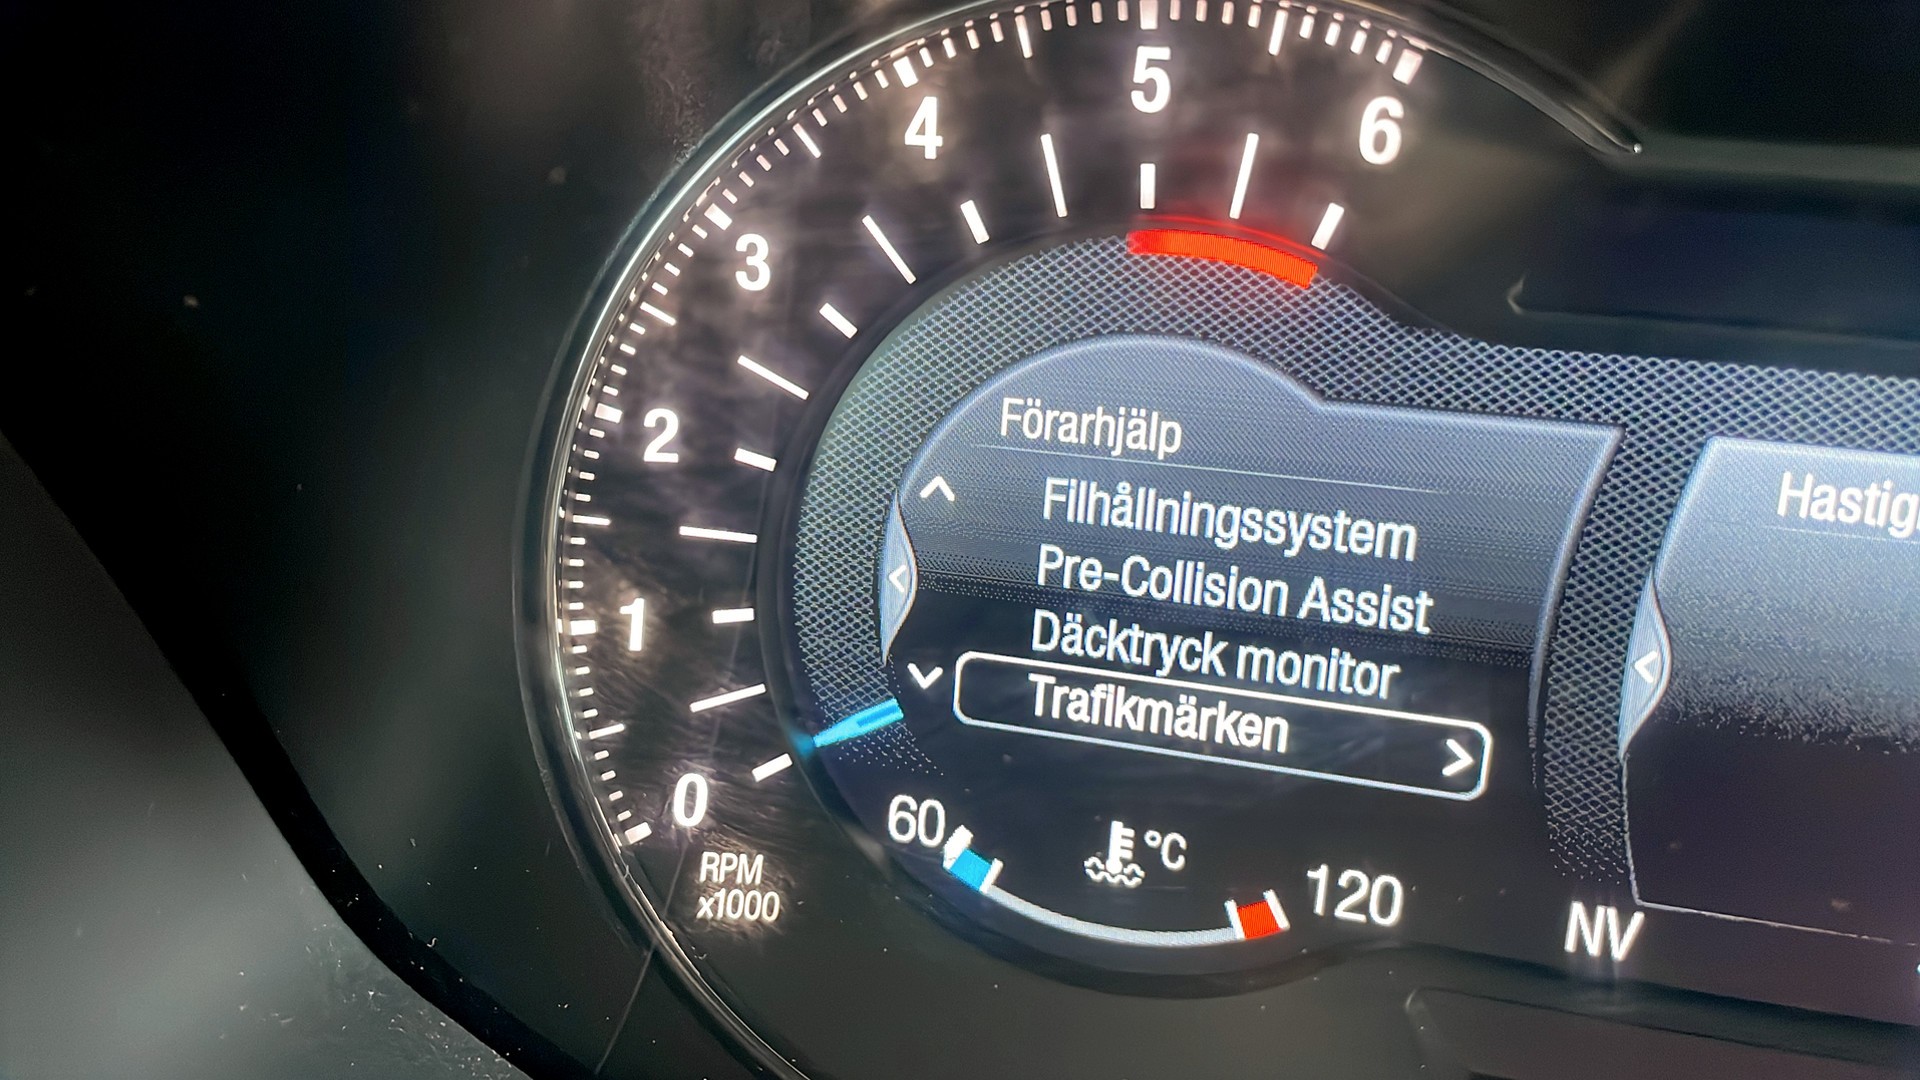 5
4
6
3
2
1
0
RPM
x1000
Förarhjälp
Filhållningssystem
Pre-Collision Assist
Däcktryck monitor
Trafikmärken
60
°C
120
NV